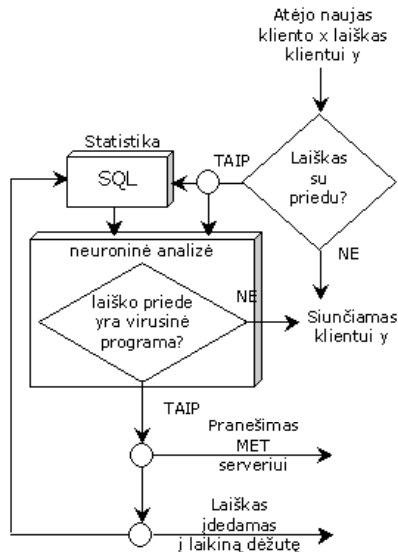 Atėjo naujas
kliento x laiškas
klientui y
Statistika
TAIP
Laiškas
su
priedu?
SQL
NE
neuroninė analizė
laiško priede
yra virusinė
programa?
NE
Siunčiamas
klientui y
TAIP
Pranešimas
MET
serveriui
Laiškas
įdedamas
į laikiną dėžutę